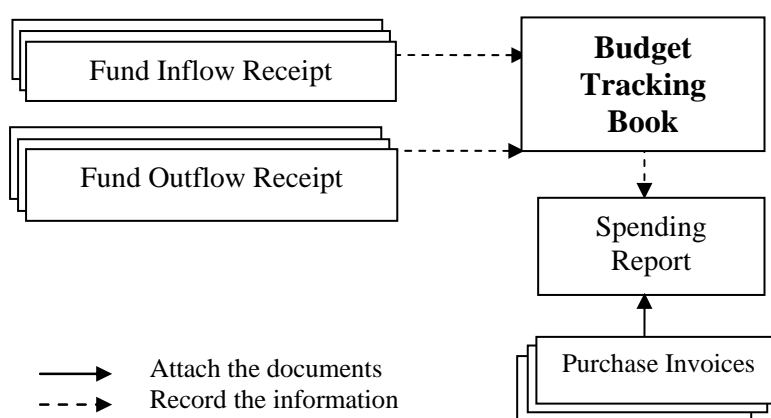 Fund Inflow Receipt
Budget
Tracking
Book
Fund Outflow Receipt
Spending
Report
Purchase Invoices
Attach the documents
Record the information